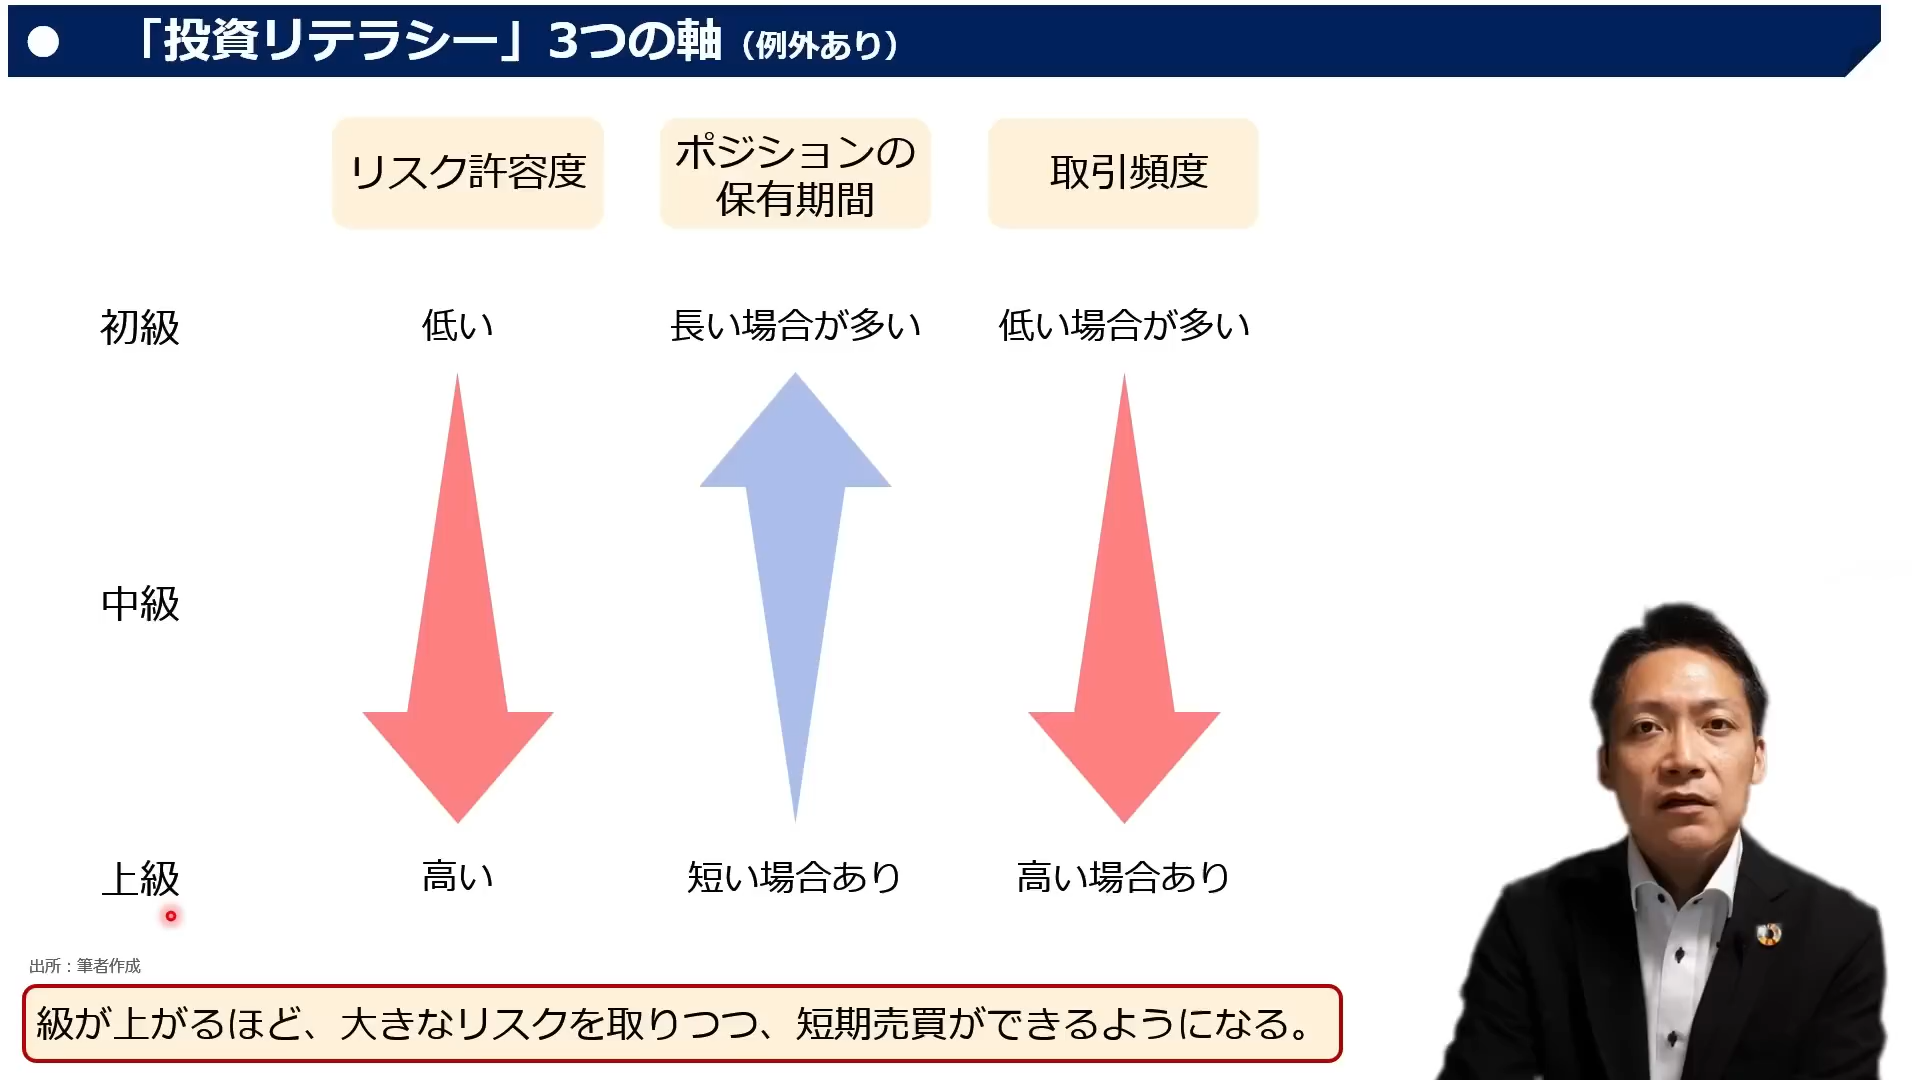 「投資リテラシー」3つの軸（例外あり）
リスク許容度
ポジションの
保有期間
取引頻度
初級
低い
長い場合が多い
低い場合が多い
中級
上級
高い
短い場合あり
高い場合あり
出所：筆者作成
級が上がるほど、大きなリスクを取りつつ、短期売買ができるようになる。